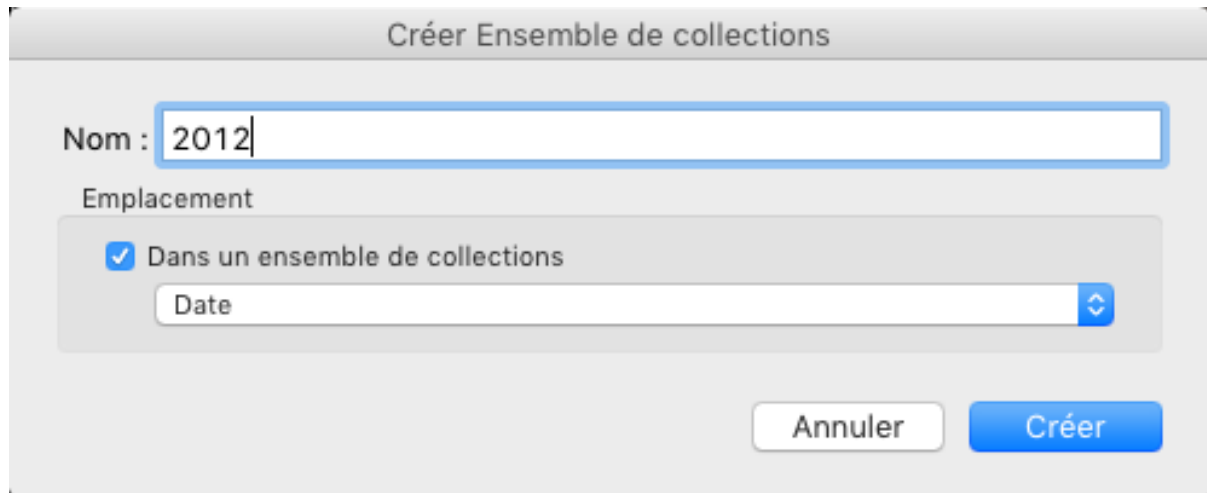 Créer Ensemble de collections
Nom : 2012
Emplacement
Dans un ensemble de collections
Date
Annuler Créer